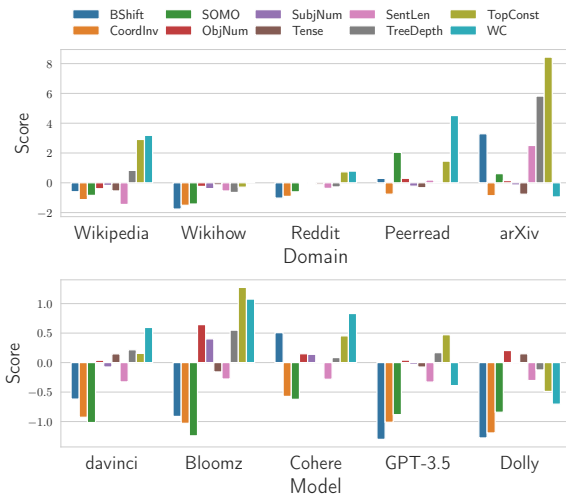 BShift SOMO SubjNum SentLen TopConst
CoordInv ObjNum Tense TreeDepth WC
8
6
4
2
0
−2
Score
Wikipedia Wikihow Reddit Peerread arXiv
Domain
1.0
0.5
0.0
−0.5
−1.0
Score
davinci Bloomz Cohere GPT-3.5 Dolly
Model